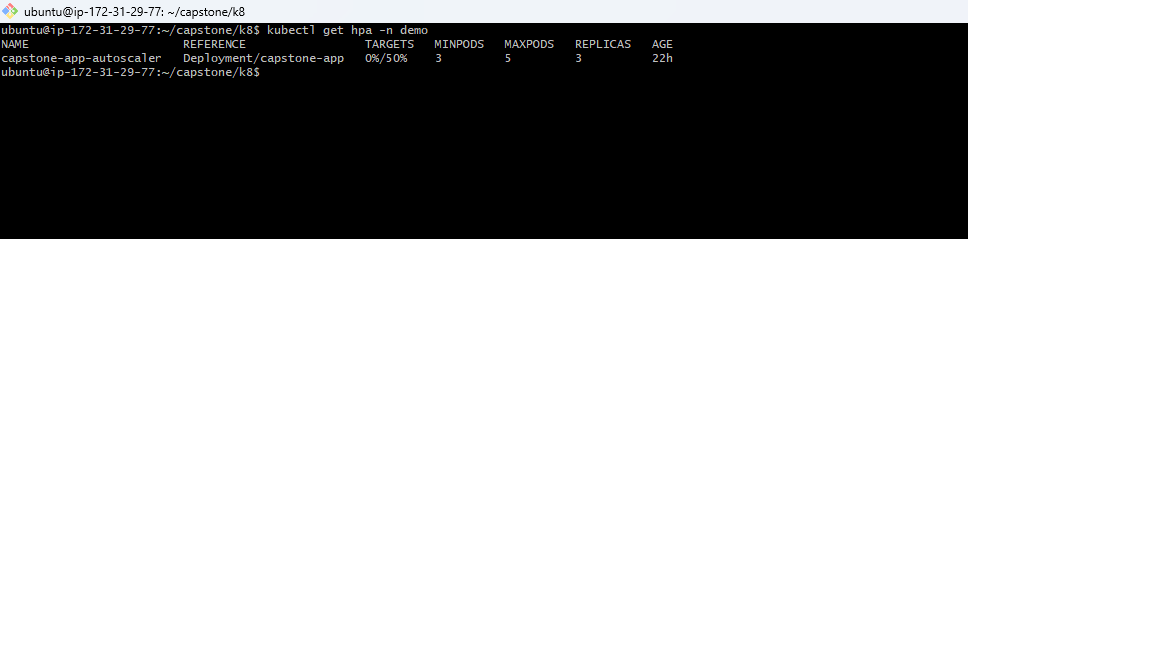 ubuntu@ip-172-31-29-77: ~/capstone/k8
ubuntu@ip-172-31-29-77:~/capstone/k8$ kubectl get hpa -n demo
NAME                      REFERENCE                 TARGETS   MINPODS   MAXPODS   REPLICAS   AGE
capstone-app-autoscaler   Deployment/capstone-app   0%/50%    3         5         3          22h
ubuntu@ip-172-31-29-77:~/capstone/k8$